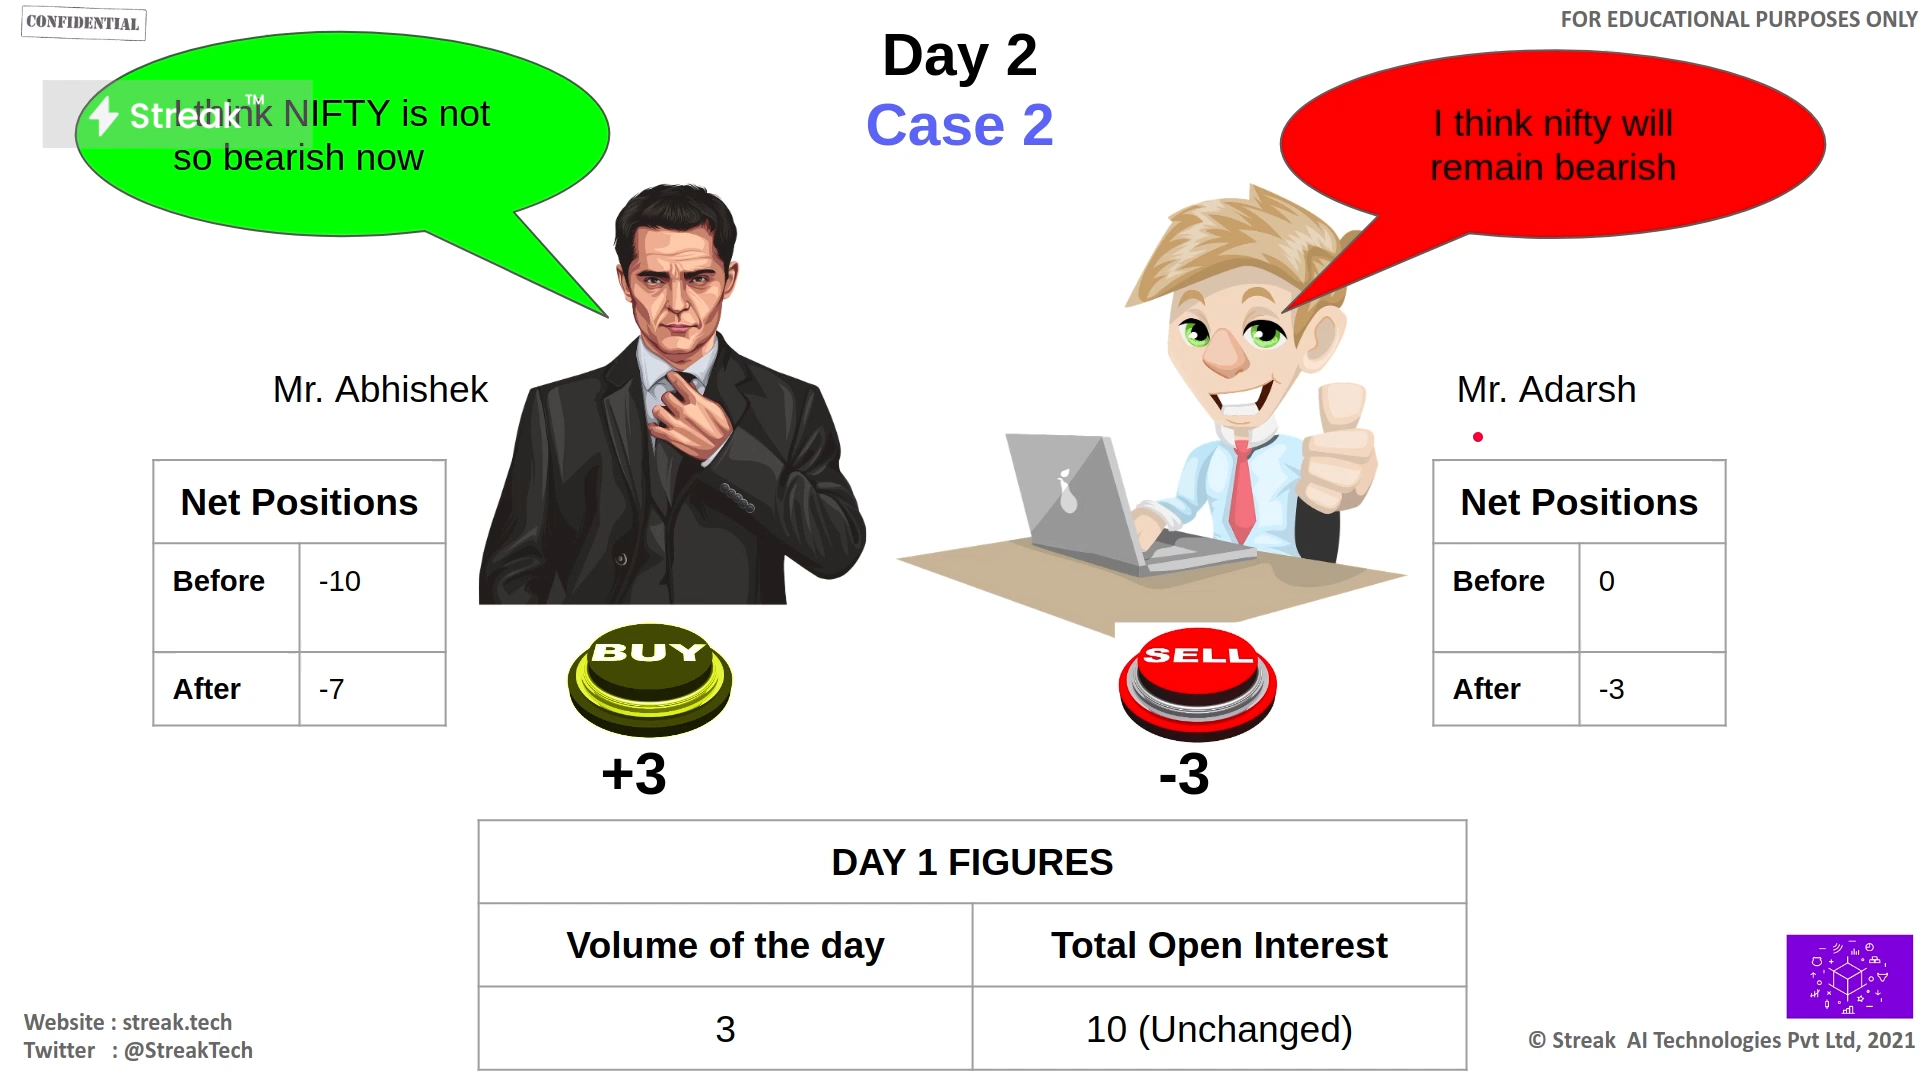 CONFIDENTIAL
FOR EDUCATIONAL PURPOSES ONLY
Day 2
Case 2
Streak™
I think NIFTY is not
so bearish now
I think nifty will
remain bearish
Mr. Abhishek
Mr. Adarsh
Net Positions
Before -10
After -7
Net Positions
Before 0
After -3
BUY
SELL
+3
-3
DAY 1 FIGURES
Volume of the day Total Open Interest
3 10 (Unchanged)
Website : streak.tech
Twitter : @StreakTech
© Streak AI Technologies Pvt Ltd, 2021